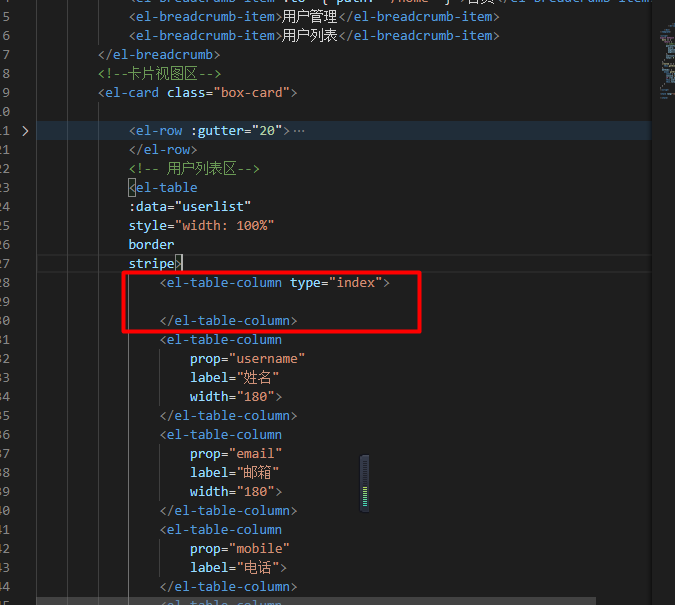 <el-breadcrumb-item :to="{ path: '/home' }">首页</el-breadcrumb-item>
5 <el-breadcrumb-item>用户管理</el-breadcrumb-item>
6 <el-breadcrumb-item>用户列表</el-breadcrumb-item>
7 </el-breadcrumb>
8 <!--卡片视图区-->
9 <el-card class="box-card">
10
11 <el-row :gutter="20">…
21 </el-row>
22 <!-- 用户列表区-->
23 <el-table
24 :data="userlist"
25 style="width: 100%"
26 border
27 stripe>
28 <el-table-column type="index">
29
30 </el-table-column>
31 <el-table-column
32 prop="username"
33 label="姓名"
34 width="180">
35 </el-table-column>
36 <el-table-column
37 prop="email"
38 label="邮箱"
39 width="180">
40 </el-table-column>
41 <el-table-column
42 prop="mobile"
43 label="电话">
44 </el-table-column>
45 <el-table-column